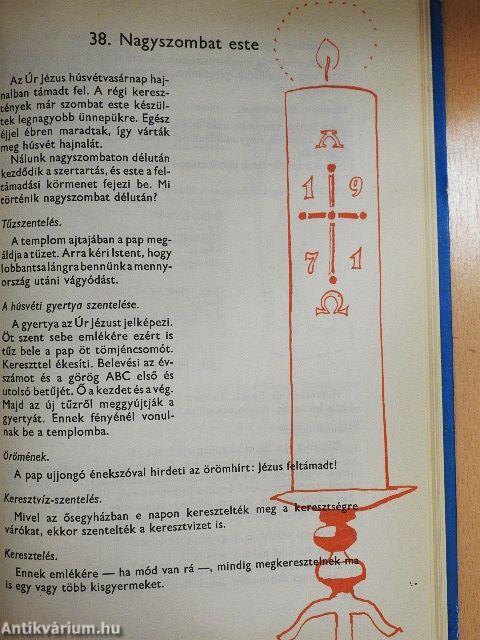 38. Nagyszombat este
Az Úr Jézus húsvétvasárnap haj-
nalban támadt fel. A régi keresz-
tények már szombat este készül-
tek legnagyobb ünnepükre. Egész
éjjel ébren maradtak, így várták
meg húsvét hajnalát.
Nálunk nagyszombaton délután
kezdődik a szertartás, és este a fel-
támadási körmenet fejezi be. Mi
történik nagyszombat délután?
Tűzszentelés.
A templom ajtajában a pap meg-
áldja a tüzet. Arra kéri Istent, hogy
lobbantsa lángra bennünk a meny-
ország utáni vágyódást.
A húsvéti gyertya szentelése.
A gyertya az Úr Jézust jelképezi.
Öt szent sebe emlékére ezért is
tűz bele a pap öt tömjéncsomót.
Kereszttel ékesíti. Belevési az év-
számot és a görög ABC első és
utolsó betűjét. Ő a kezdet és a vég.
Majd az új tűzről meggyújtják a
gyertyát. Ennek fényénél vonul-
nak be a templomba.
Örömének.
A pap ujjongó énekszóval hirdeti az örömhírt: Jézus feltámadt!
Keresztvíz-szentelés.
Mivel az ősegyházban e napon keresztelték meg a keresztségre
várókat, ekkor szentelték a keresztvizet is.
Keresztelés.
Ennek emlékére — ha mód van rá —, mindig megkeresztelnek ma
is egy vagy több kisgyermeket.
Α
1 9
7 1
Ω
Antikvárium.hu